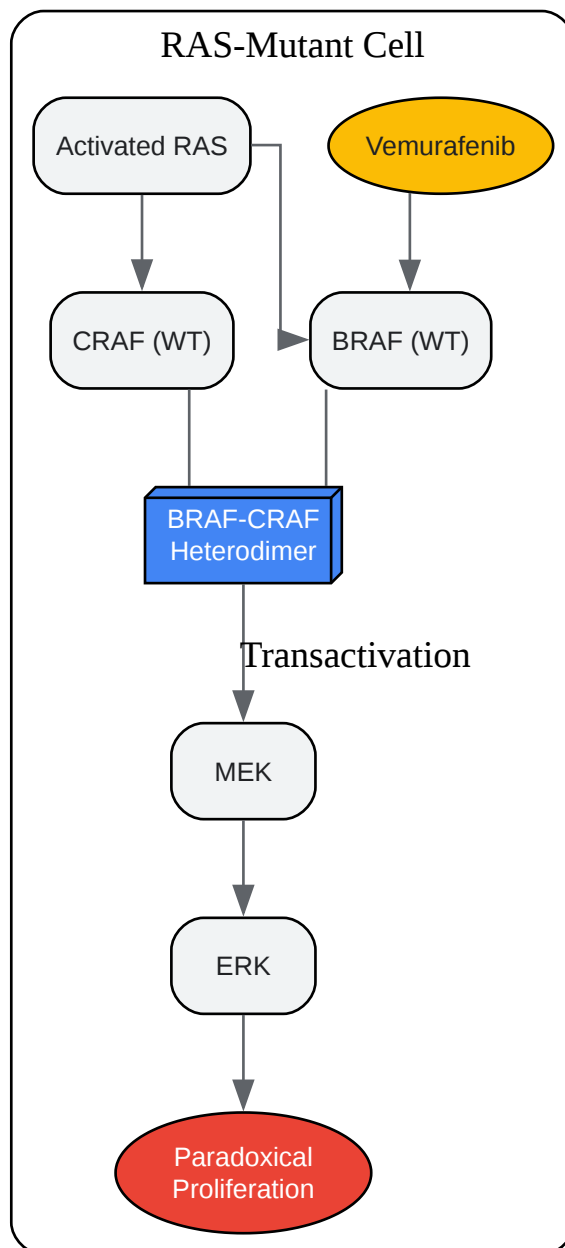 RAS-Mutant Cell
Activated RAS
Vemurafenib
CRAF (WT)
BRAF (WT)
BRAF-CRAF
Heterodimer
Transactivation
MEK
ERK
Paradoxical
Proliferation